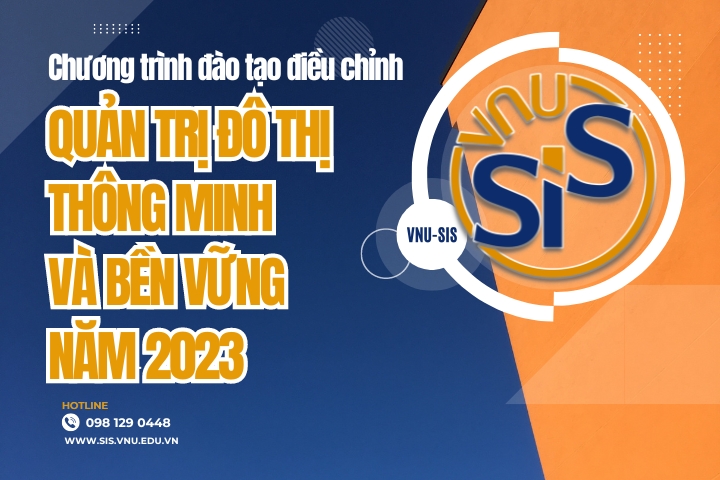 Chương trình đào tạo điều chỉnh
QUẢN TRỊ ĐÔ THỊ
THÔNG MINH
VÀ BỀN VỮNG
NĂM 2023
HOTLINE
098 129 0448
WWW.SIS.VNU.EDU.VN
VNU-SIS
VNU
SiS